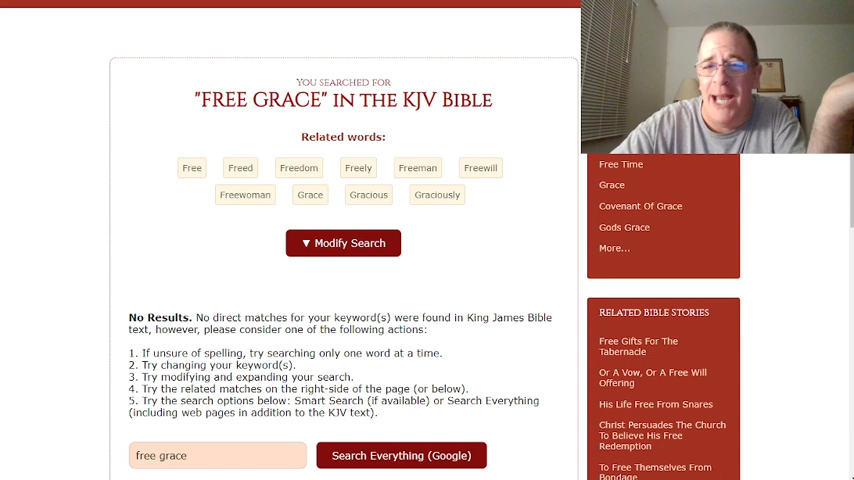 You searched for
"FREE GRACE" IN THE KJV BIBLE
Related words:
Free Freed Freedom Freely Freeman Freewill
Freewoman Grace Gracious Graciously
▼ Modify Search
No Results. No direct matches for your keyword(s) were found in King James Bible
text, however, please consider one of the following actions:
1. If unsure of spelling, try searching only one word at a time.
2. Try changing your keyword(s).
3. Try modifying and expanding your search.
4. Try the related matches on the right-side of the page (or below).
5. Try the search options below: Smart Search (if available) or Search Everything
(including web pages in addition to the KJV text).
free grace
Search Everything (Google)
Free Time
Grace
Covenant Of Grace
Gods Grace
More...
Related Bible Stories
Free Gifts For The
Tabernacle
Or A Vow, Or A Free Will
Offering
His Life Free From Snares
Christ Persuades The Church
To Believe His Free
Redemption
To Free Themselves From
Bondage